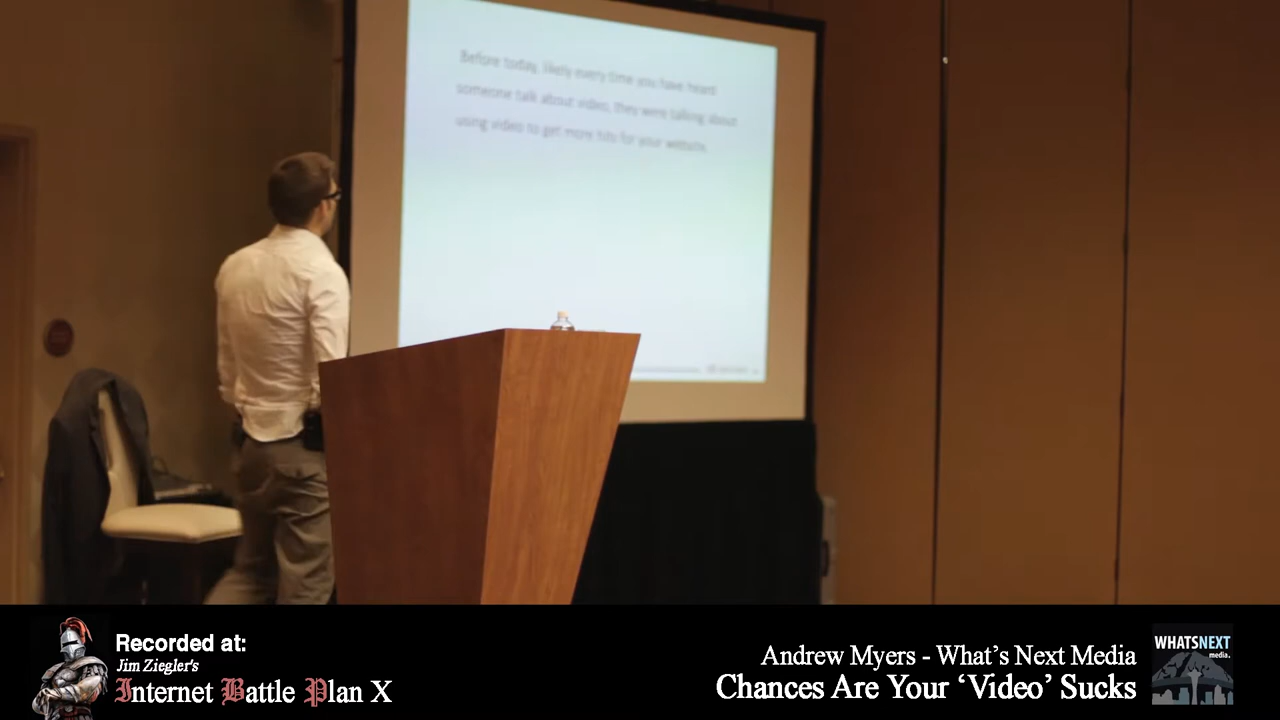 Before today, likely every time you have heard
someone talk about video, they were talking about
using video to get more hits for your website.
Recorded at:
Jim Ziegler's
Internet Battle Plan X
Andrew Myers - What's Next Media
Chances Are Your ‘Video’ Sucks
WHATSNEXT
media.